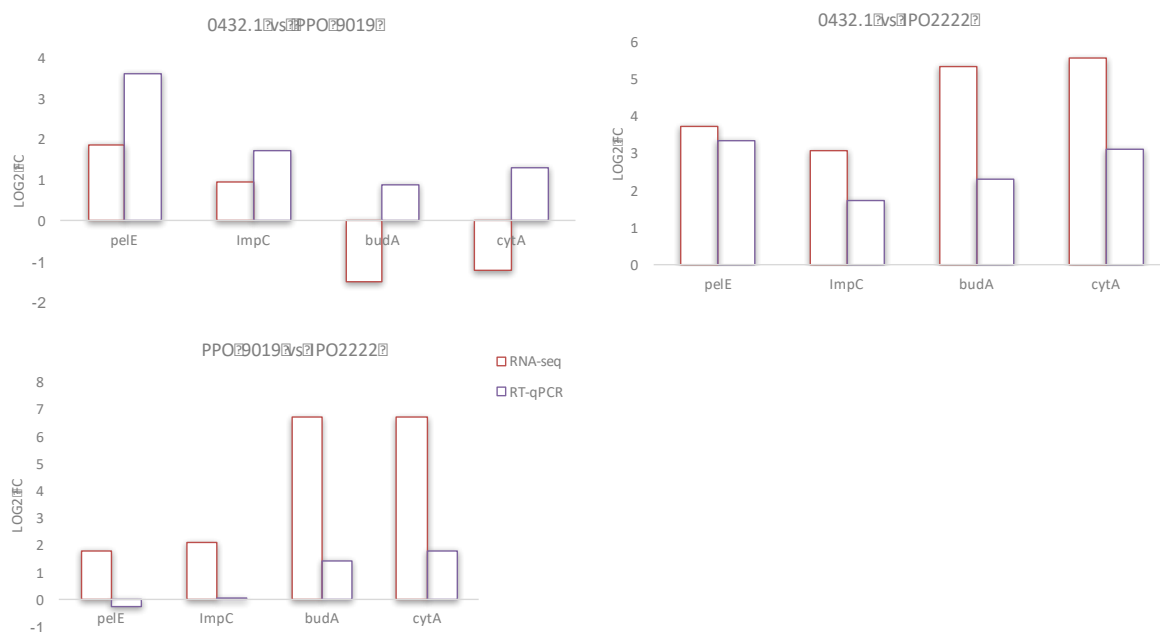 0432.1 vs PPO 9019
LOG2 FC
4
3
2
1
0
-1
-2
pelE
ImpC
budA
cytA
0432.1 vs IPO2222
6
5
4
3
2
1
0
LOG2 FC
pelE
ImpC
budA
cytA
PPO 9019 vs IPO2222
RNA-seq
RT-qPCR
LOG2 FC
8
7
6
5
4
3
2
1
0
-1
pelE
ImpC
budA
cytA